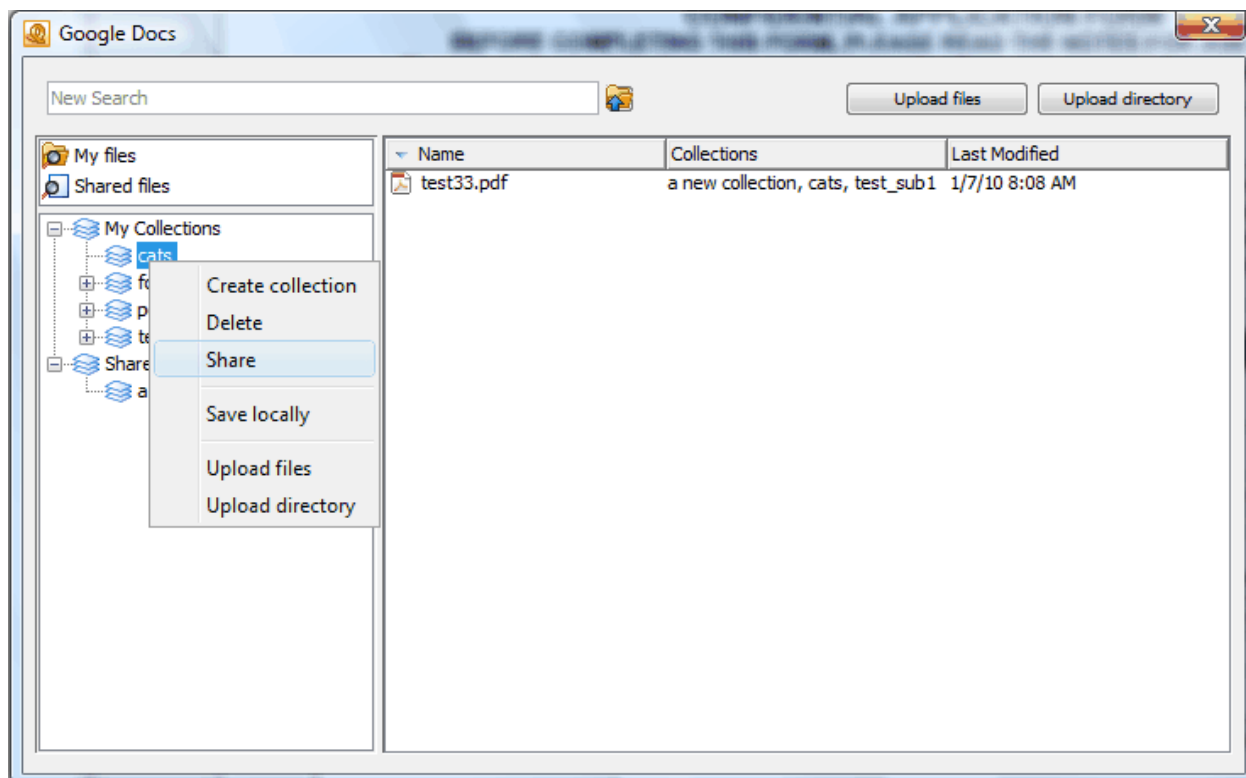 Google Docs
New Search
Upload files
Upload directory
My files
Shared files
Name
Collections
Last Modified
test33.pdf
a new collection, cats, test_sub1
1/7/10 8:08 AM
My Collections
cats
Create collection
Delete
Share
Save locally
Upload files
Upload directory